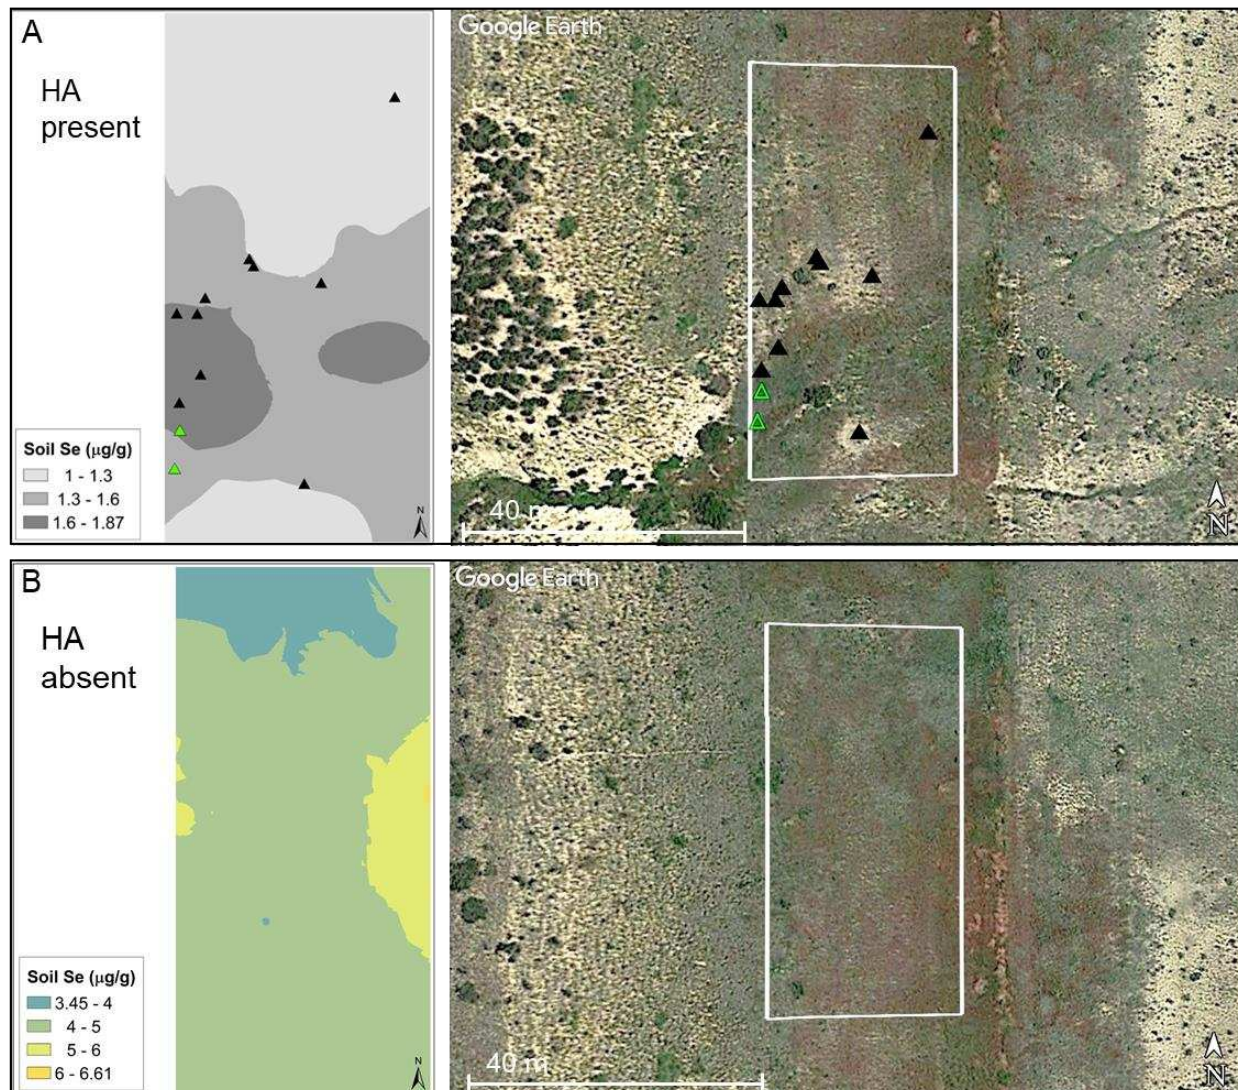 A
HA
present
Soil Se (µg/g)
1 - 1.3
1.3 - 1.6
1.6 - 1.87
N
Google Earth
40 m
N
B
HA
absent
Soil Se (µg/g)
3.45 - 4
4 - 5
5 - 6
6 - 6.61
N
Google Earth
40 m
N